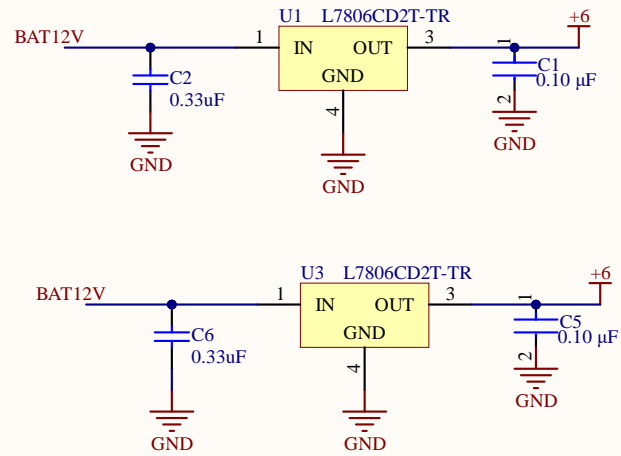 U1 L7806CD2T-TR
BAT12V
1
IN OUT
3
+6
GND
4
C2
0.33uF
1
C1
0.10 µF
2
GND
GND
GND
U3 L7806CD2T-TR
BAT12V
1
IN OUT
3
+6
GND
4
C6
0.33uF
1
C5
0.10 µF
2
GND
GND
GND